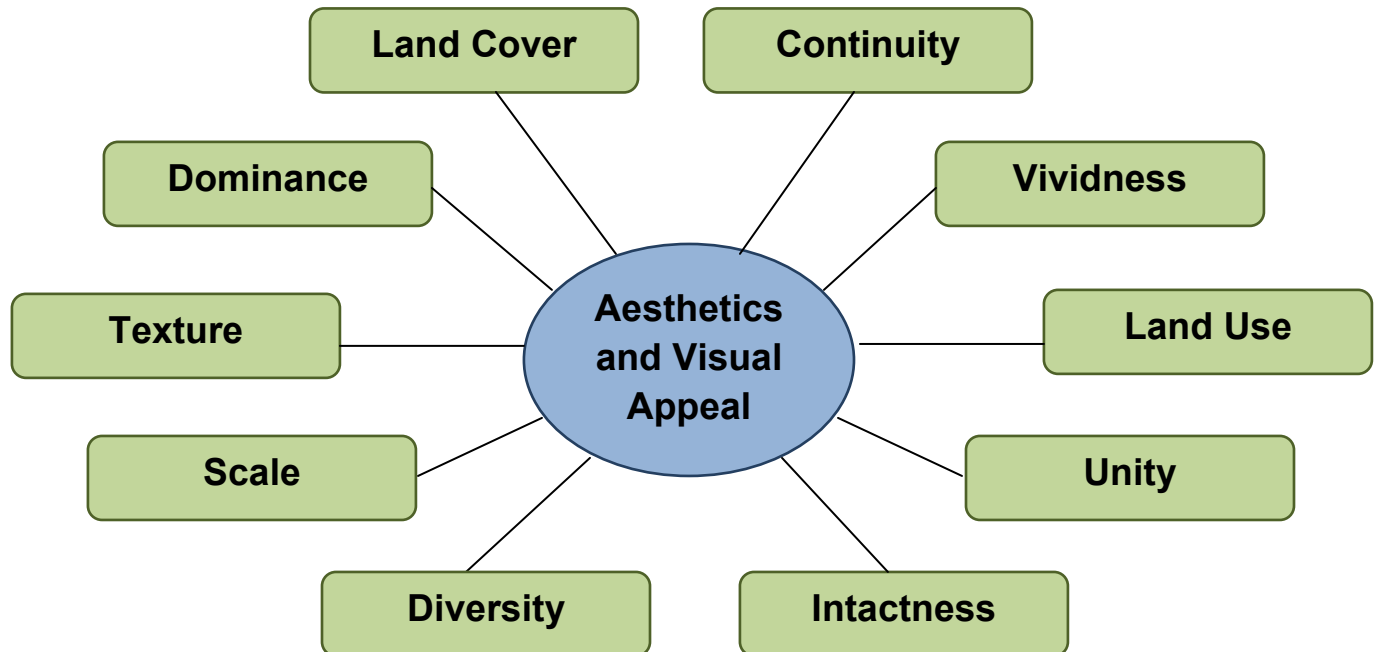 Land Cover
Continuity
Dominance
Vividness
Aesthetics
and Visual
Appeal
Texture
Land Use
Scale
Unity
Diversity
Intactness